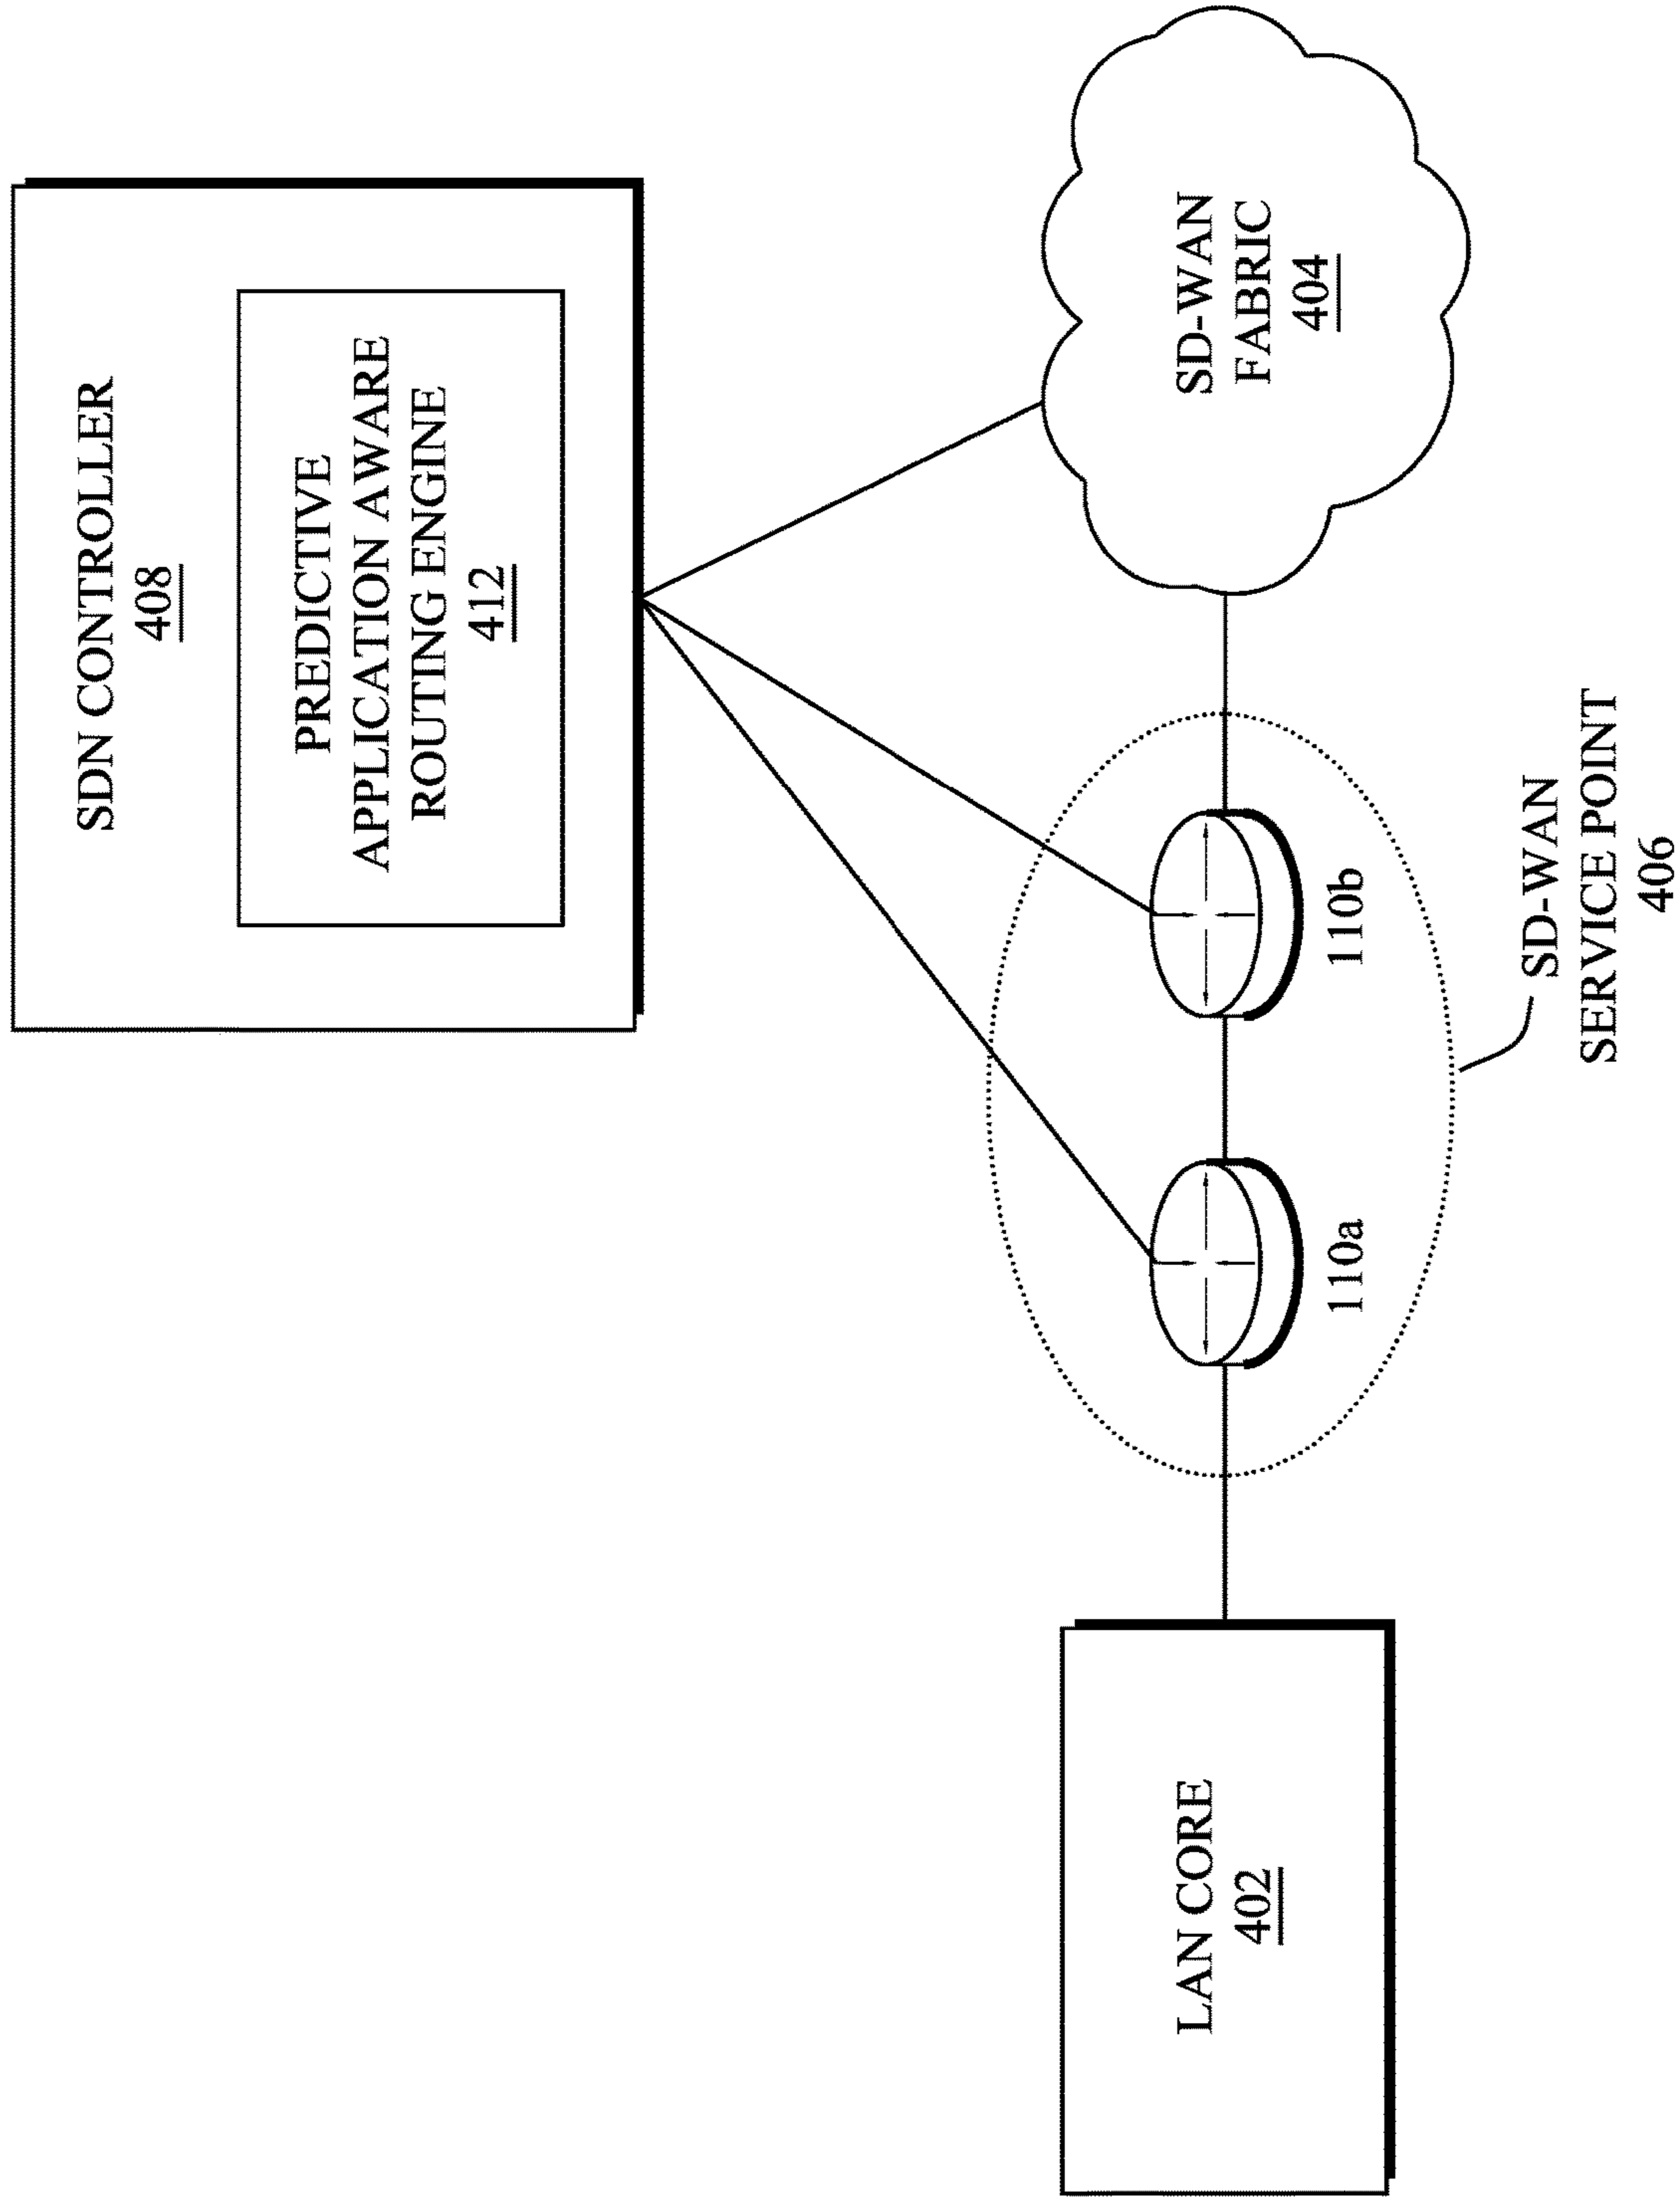 SDN CONTROLLER
408
PREDICTIVE
APPLICATION AWARE
ROUTING ENGINE
412
LAN CORE
402
110a
110b
SD-WAN
FABRIC
404
SD-WAN
SERVICE POINT
406